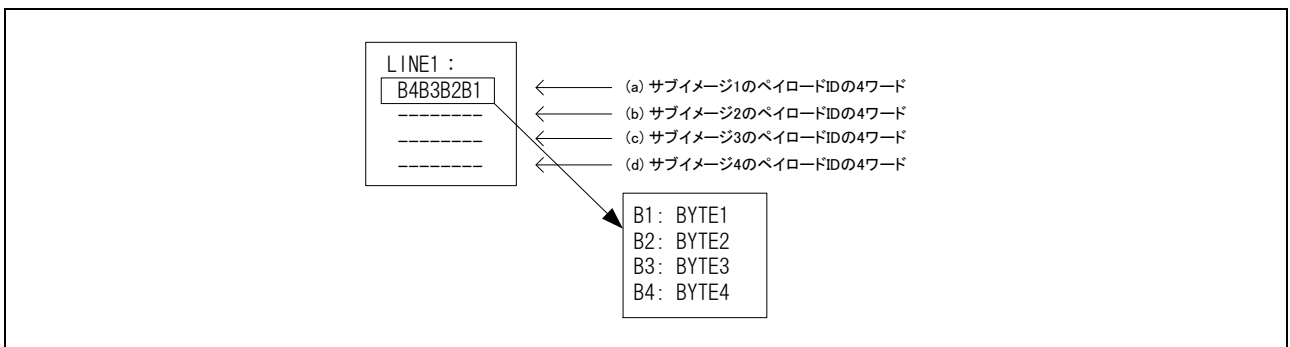 LINE1 :
B4B3B2B1
--------
--------
--------
(a) サブイメージ1のペイロードIDの4ワード
(b) サブイメージ2のペイロードIDの4ワード
(c) サブイメージ3のペイロードIDの4ワード
(d) サブイメージ4のペイロードIDの4ワード
B1: BYTE1
B2: BYTE2
B3: BYTE3
B4: BYTE4